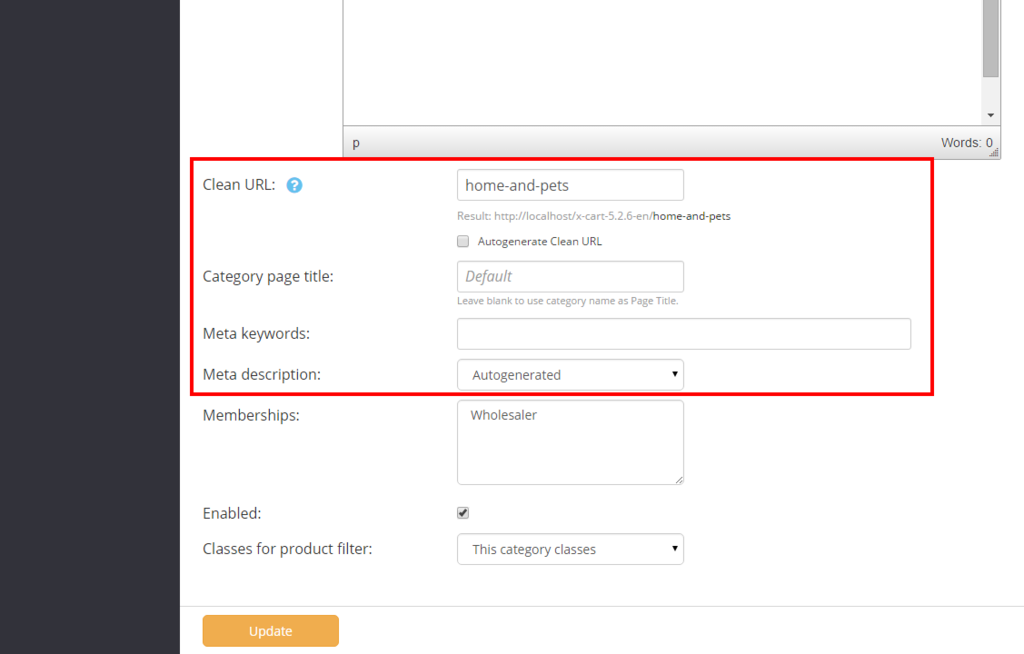 p Words: 0
Clean URL: ? home-and-pets
Result: http://localhost/x-cart-5.2.6-en/home-and-pets
Autogenerate Clean URL
Category page title: Default
Leave blank to use category name as Page Title.
Meta keywords:
Meta description: Autogenerated
Memberships: Wholesaler
Enabled:
Classes for product filter: This category classes
Update